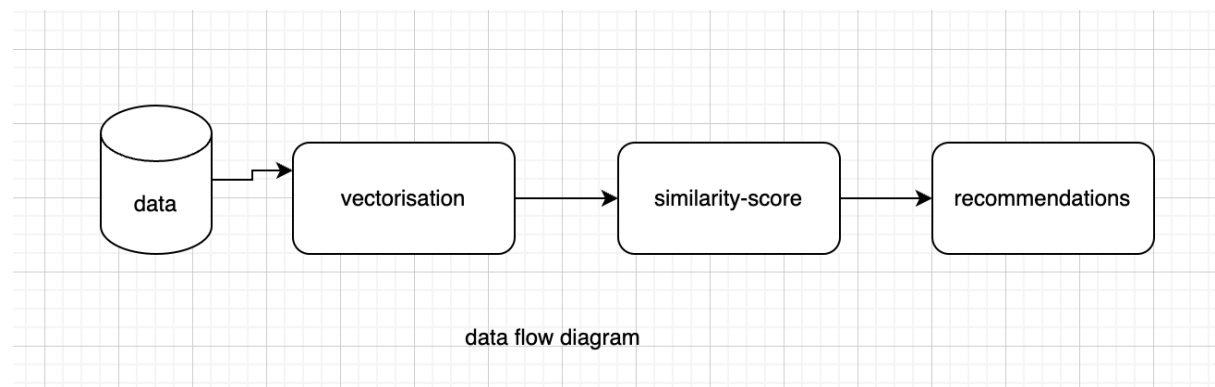 data
vectorisation
similarity-score
recommendations
data flow diagram